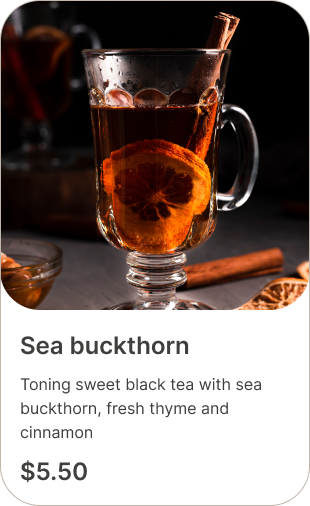 Sea buckthorn
Toning sweet black tea with sea
buckthorn, fresh thyme and
cinnamon
$5.50